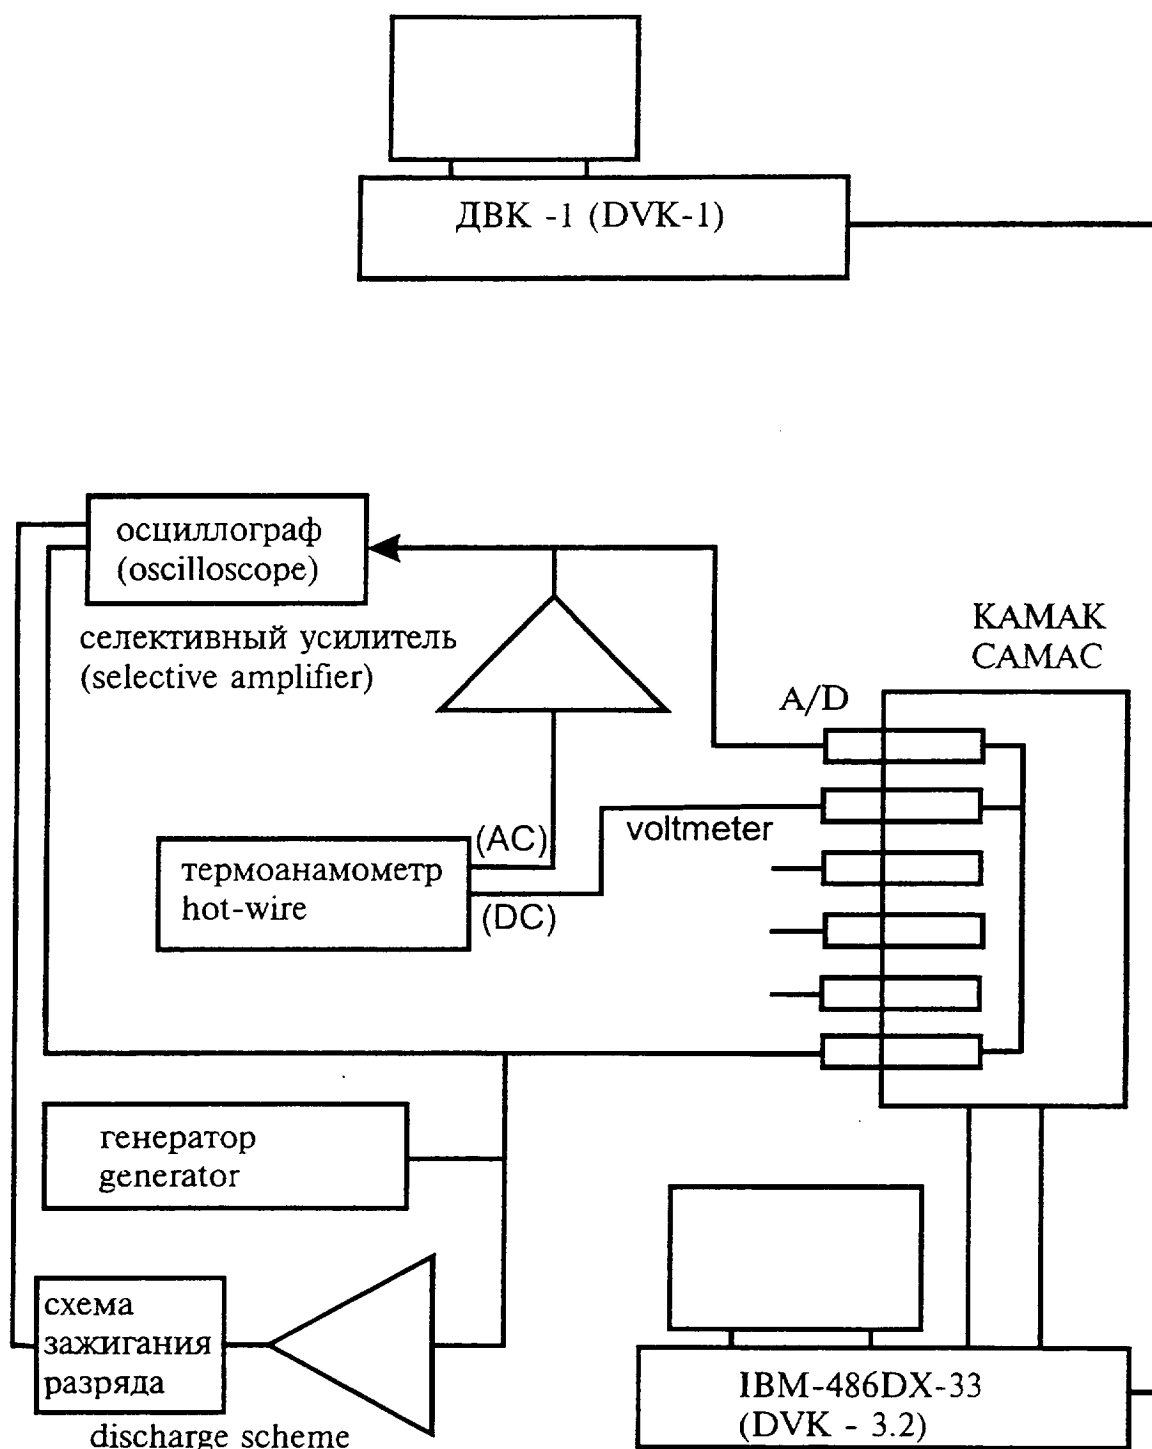 ДВК -1 (DVK-1)
осциллограф
(oscilloscope)
селективный усилитель
(selective amplifier)
КАМАК
CAMAC
A/D
(AC)
voltmeter
термоанамометр
hot-wire
(DC)
генератор
generator
схема
зажигания
разряда
discharge scheme
IBM-486DX-33
(DVK - 3.2)